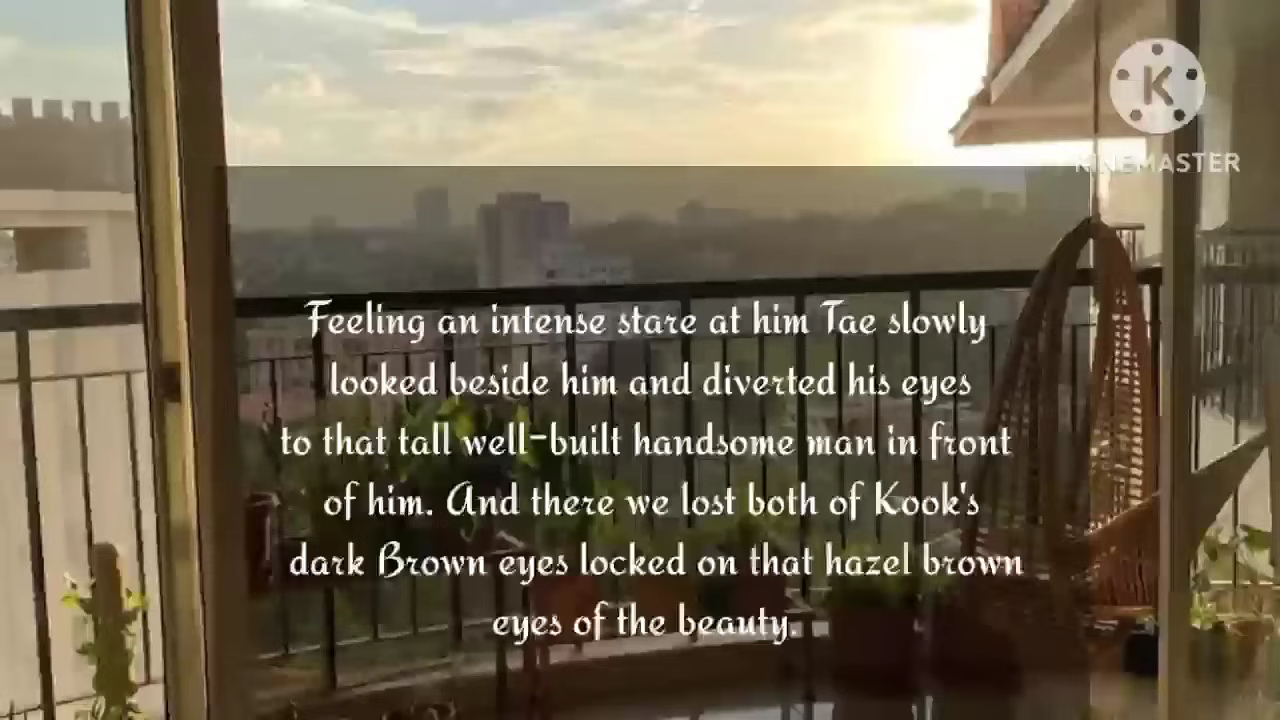 K
KINEMASTER
Feeling an intense stare at him Tae slowly
looked beside him and diverted his eyes
to that tall well-built handsome man in front
of him. And there we lost both of Kook's
dark Brown eyes locked on that hazel brown
eyes of the beauty.